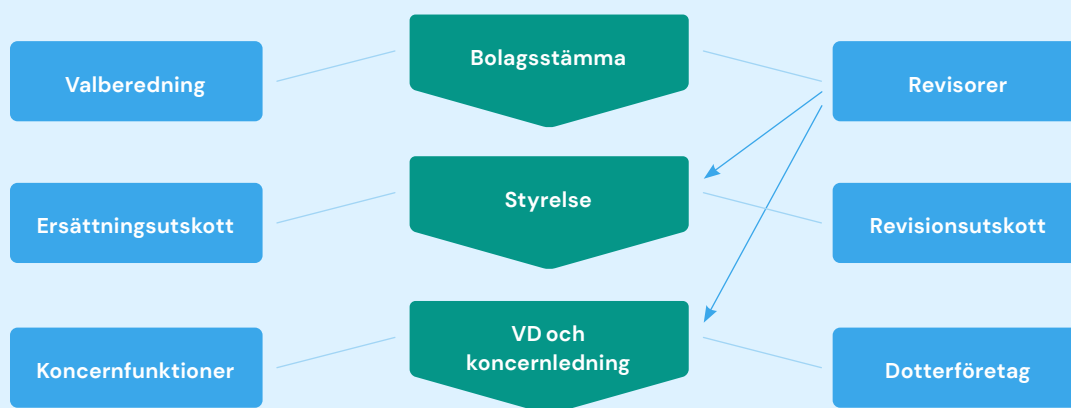 Valberedning
Bolagsstämma
Revisorer
Ersättningsutskott
Styrelse
Revisionsutskott
Koncernfunktioner
VD och
koncernledning
Dotterföretag